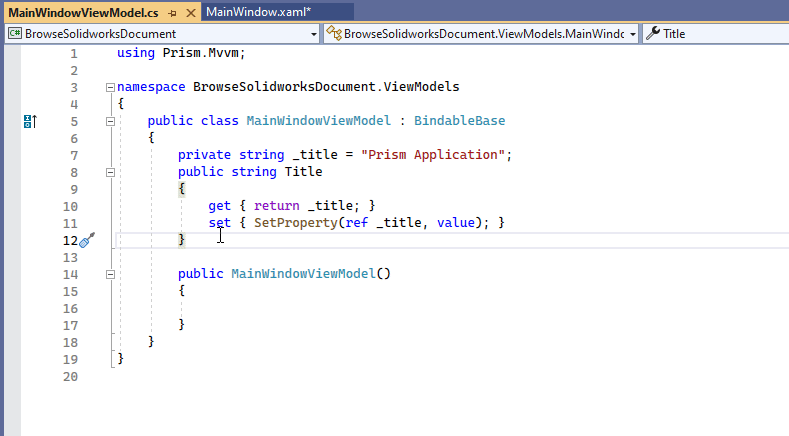 MainWindowViewModel.cs MainWindow.xaml*
C# BrowseSolidworksDocument BrowseSolidworksDocument.ViewModels.MainWindo Title
1 using Prism.Mvvm;
2
3 namespace BrowseSolidworksDocument.ViewModels
4 {
5 public class MainWindowViewModel : BindableBase
6 {
7 private string _title = "Prism Application";
8 public string Title
9 {
10 get { return _title; }
11 set { SetProperty(ref _title, value); }
12 }
13
14 public MainWindowViewModel()
15 {
16
17 }
18 }
19 }
20